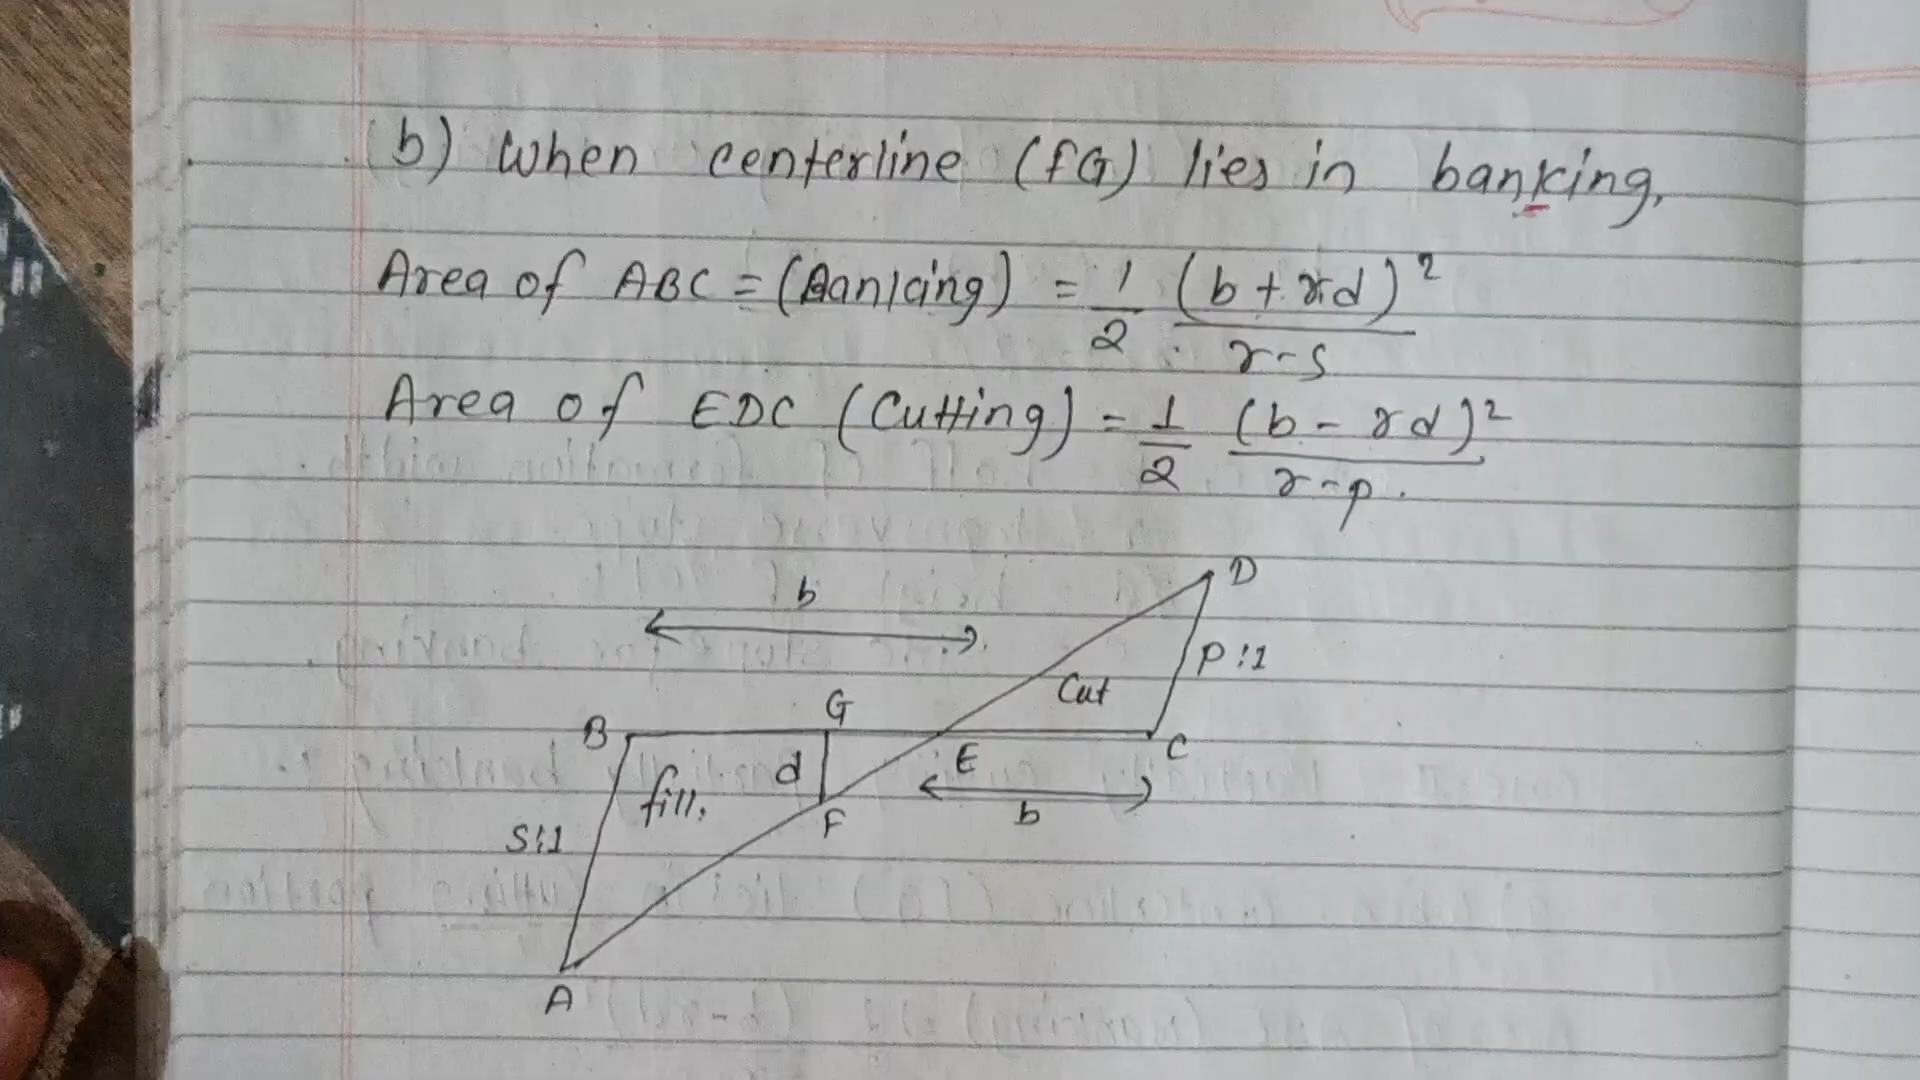 b) When centerline (fG) lies in banking,
Area of ABC = (Banking) = 1/2 (b + rd)² / r-s
Area of EDC (Cutting) = 1/2 (b - rd)² / r-p.
D
b
P:1
Cut
G
B
E
C
d
fill,
b
F
S:1
A